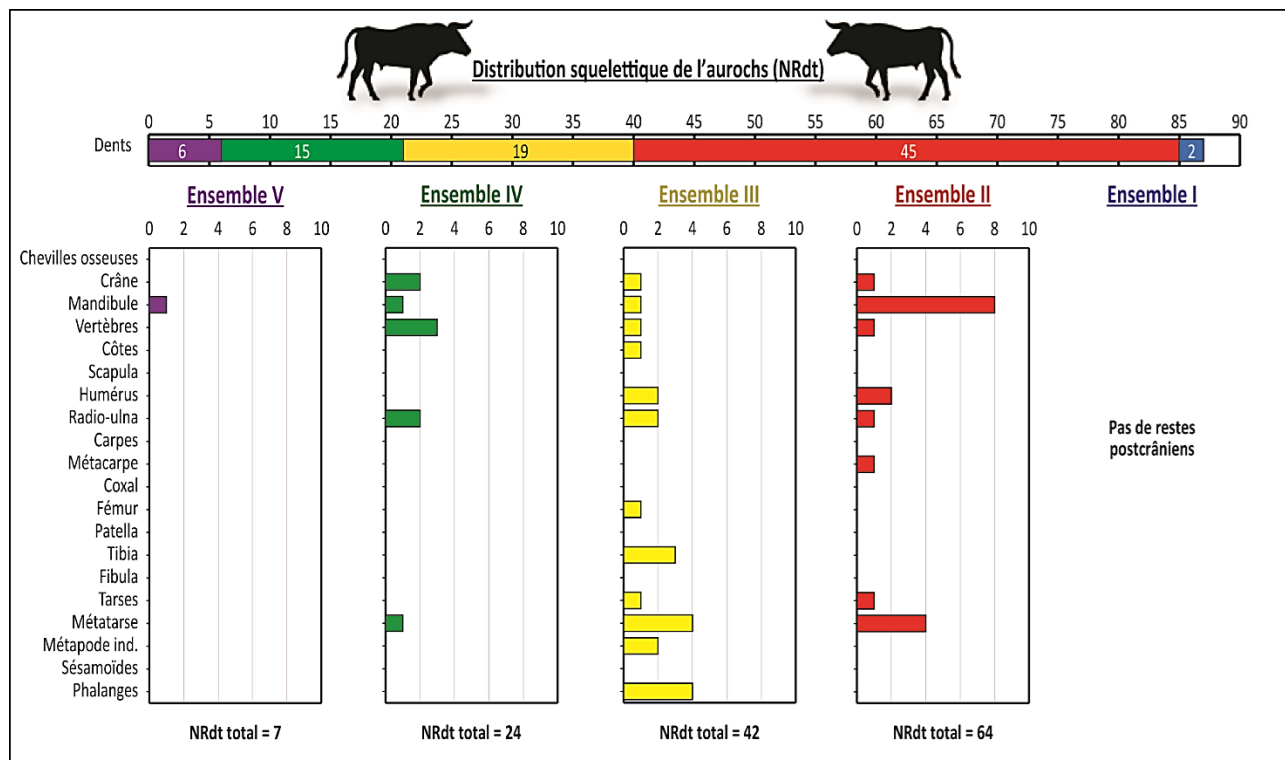 Distribution squelettique de l'aurochs (NRdt)
0 5 10 15 20 25 30 35 40 45 50 55 60 65 70 75 80 85 90
Dents 6 15 19 45 2
Ensemble V Ensemble IV Ensemble III Ensemble II Ensemble I
0 2 4 6 8 10 0 2 4 6 8 10 0 2 4 6 8 10 0 2 4 6 8 10
Chevilles osseuses
Crâne
Mandibule
Vertèbres
Côtes
Scapula
Humérus
Radio-ulna
Carpes
Pas de restes
postcrâniens
Métacarpe
Coxal
Fémur
Patella
Tibia
Fibula
Tarses
Métatarse
Métapode ind.
Sésamoïdes
Phalanges
NRdt total = 7 NRdt total = 24 NRdt total = 42 NRdt total = 64